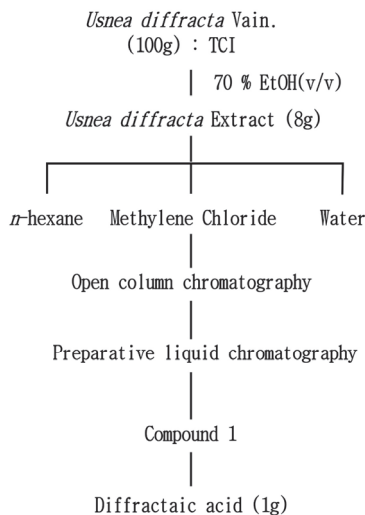 Usnea diffracta Vain.
(100g) : TCI
70 % EtOH(v/v)
Usnea diffracta Extract (8g)
n-hexane Methylene Chloride Water
Open column chromatography
Preparative liquid chromatography
Compound 1
Diffractaic acid (1g)